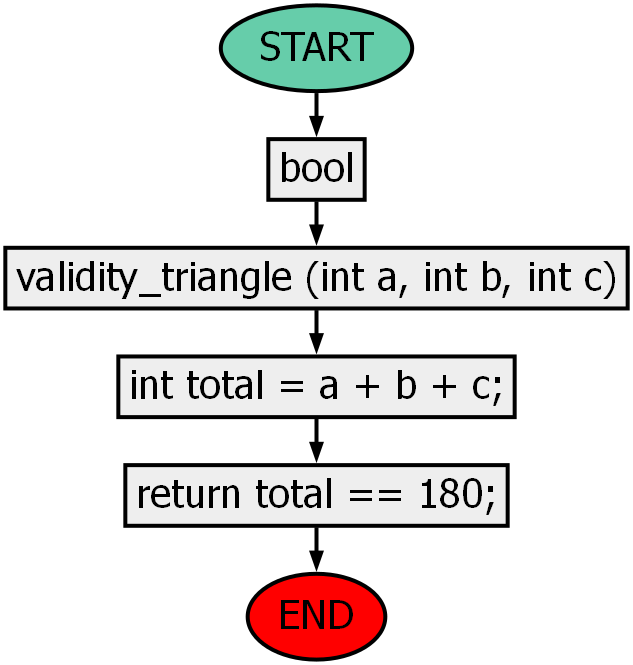 START
bool
validity_triangle (int a, int b, int c)
int total = a + b + c;
return total == 180;
END